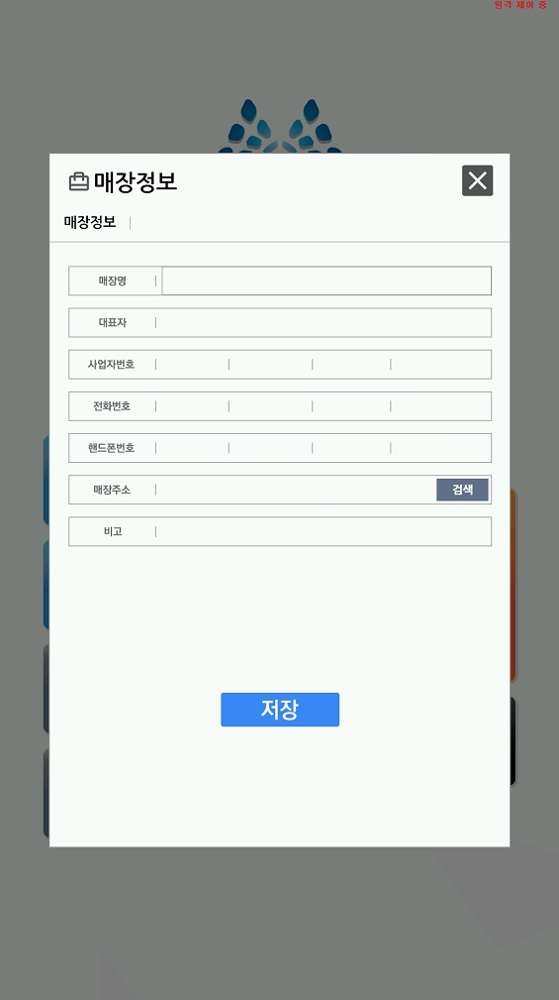 원격 제어 중
매장정보
매장정보
매장명
대표자
사업자번호
전화번호
핸드폰번호
매장주소 검색
비고
저장